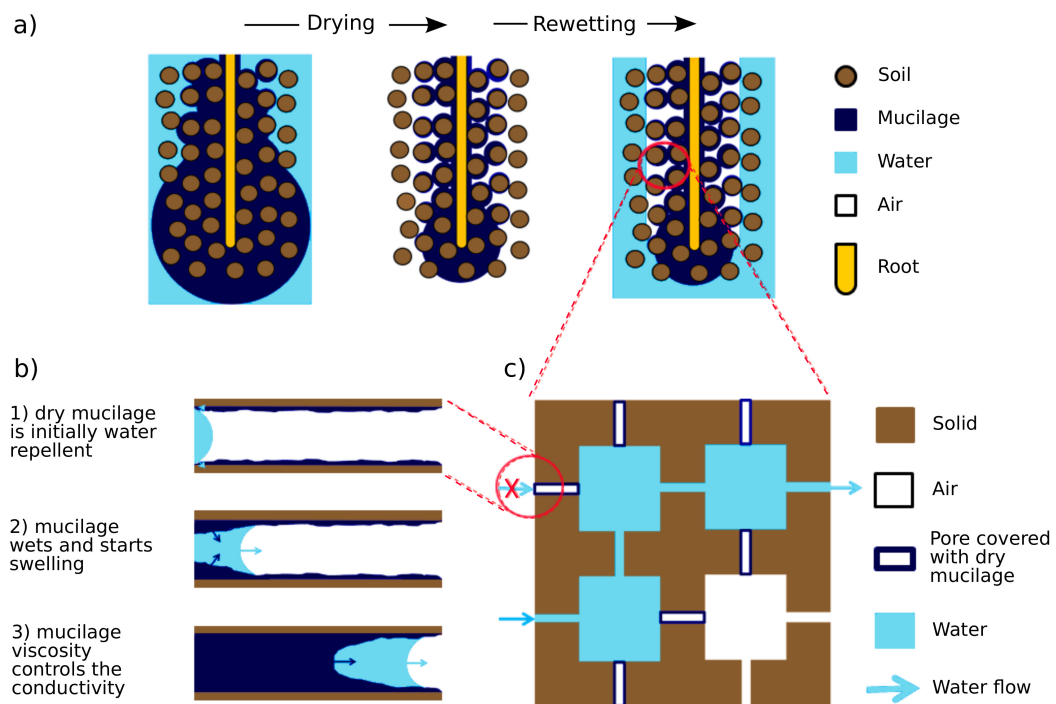 a)
Drying
Rewetting
Soil
Mucilage
Water
Air
Root
b)
1) dry mucilage
is initially water
repellent
2) mucilage
wets and starts
swelling
3) mucilage
viscosity
controls the
conductivity
c)
X
Solid
Air
Pore covered
with dry
mucilage
Water
Water flow